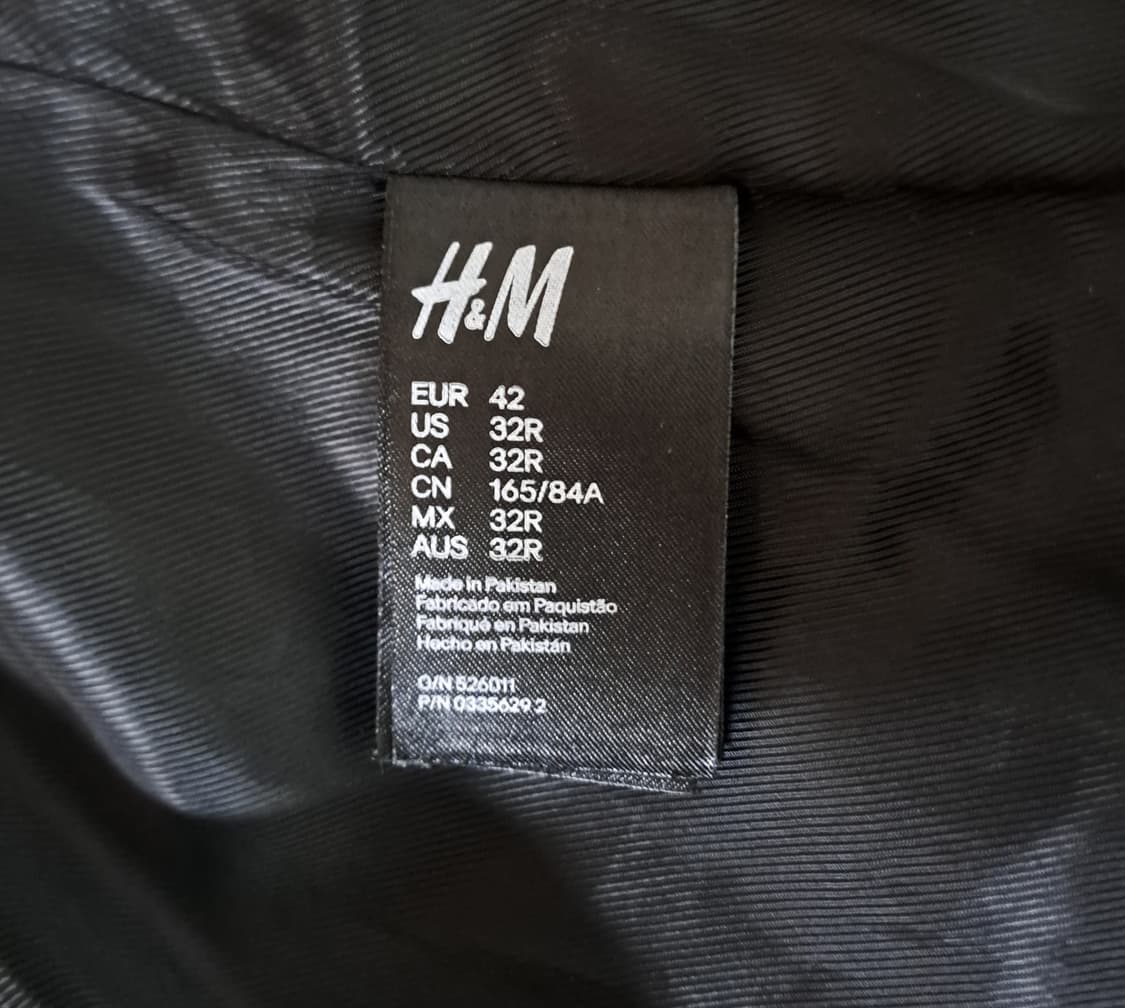 H&M
EUR 42
US 32R
CA 32R
CN 165/84A
MX 32R
AUS 32R
Made in Pakistan
Fabricado em Paquistão
Fabriqué en Pakistan
Hecho en Pakistán
O/N 526011
P/N 0335629 2